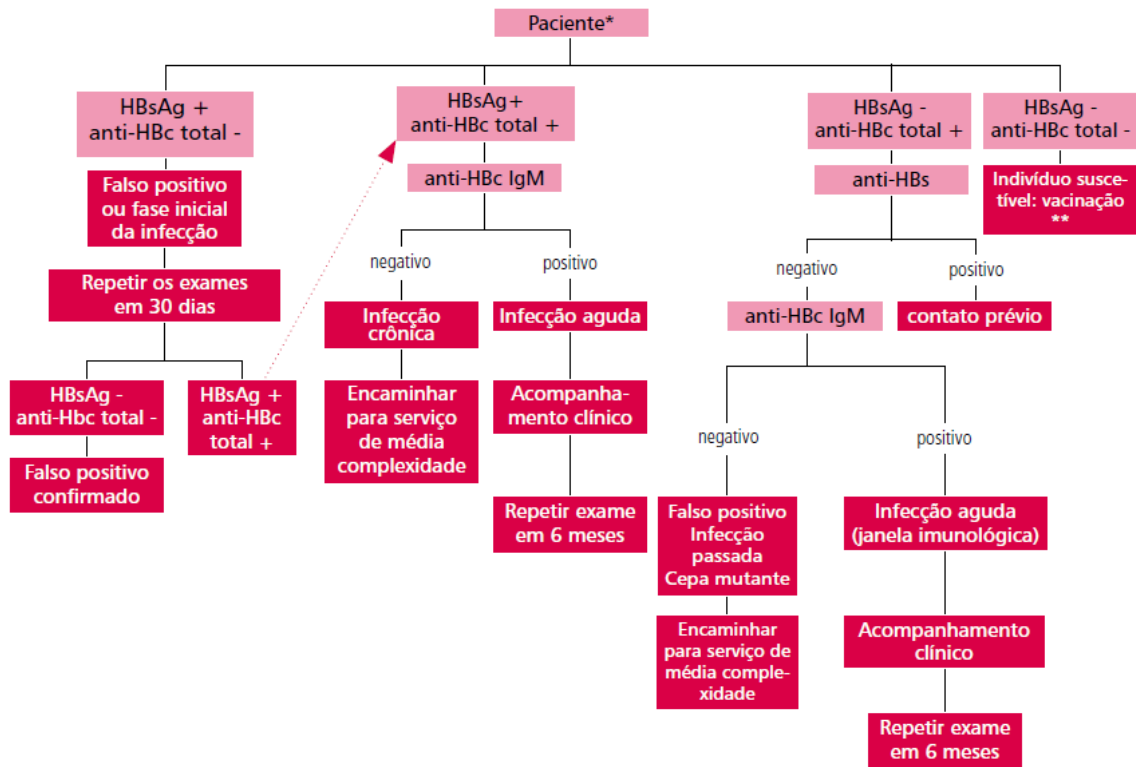 Paciente*
HBsAg +
anti-HBc total -
HBsAg+
anti-HBc total +
HBsAg -
anti-HBc total +
HBsAg -
anti-HBc total -
Falso positivo
ou fase inicial
da infecção
anti-HBc IgM
anti-HBs
Indivíduo susce-
tível: vacinação
**
Repetir os exames
em 30 dias
negativo
positivo
negativo
positivo
Infecção
crônica
Infecção aguda
anti-HBc IgM
contato prévio
HBsAg -
anti-Hbc total -
HBsAg +
anti-HBc
total +
Encaminhar
para serviço
de média
complexidade
Acompanha-
mento clínico
Falso positivo
confirmado
negativo
positivo
Repetir exame
em 6 meses
Falso positivo
Infecção
passada
Cepa mutante
Infecção aguda
(janela imunológica)
Encaminhar
para serviço de
média comple-
xidade
Acompanhamento
clínico
Repetir exame
em 6 meses